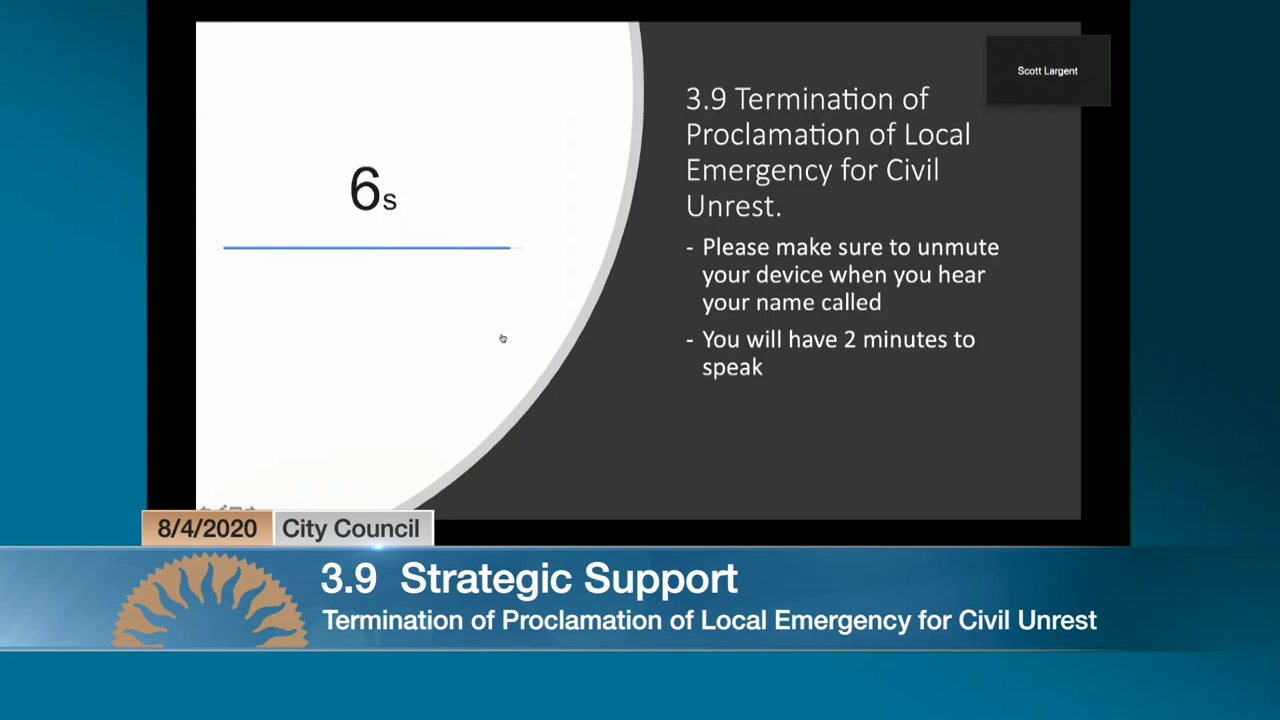 Scott Largent
3.9 Termination of
Proclamation of Local
Emergency for Civil
Unrest.
- Please make sure to unmute
your device when you hear
your name called
- You will have 2 minutes to
speak
6s
8/4/2020 City Council
3.9 Strategic Support
Termination of Proclamation of Local Emergency for Civil Unrest